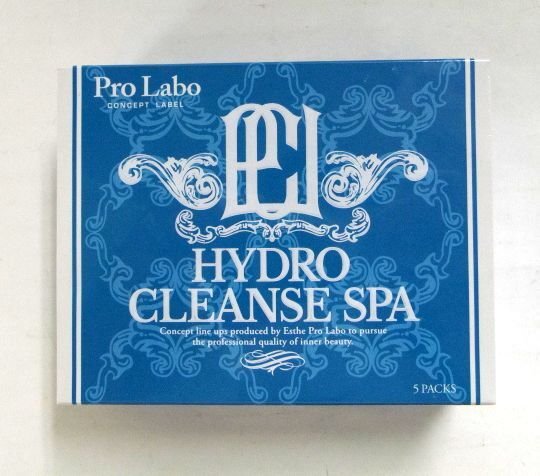 Pro Labo
CONCEPT LABEL
HYDRO
CLEANSE SPA
Concept line ups produced by Esthe Pro Labo to pursue
the professional quality of inner beauty.
5 PACKS